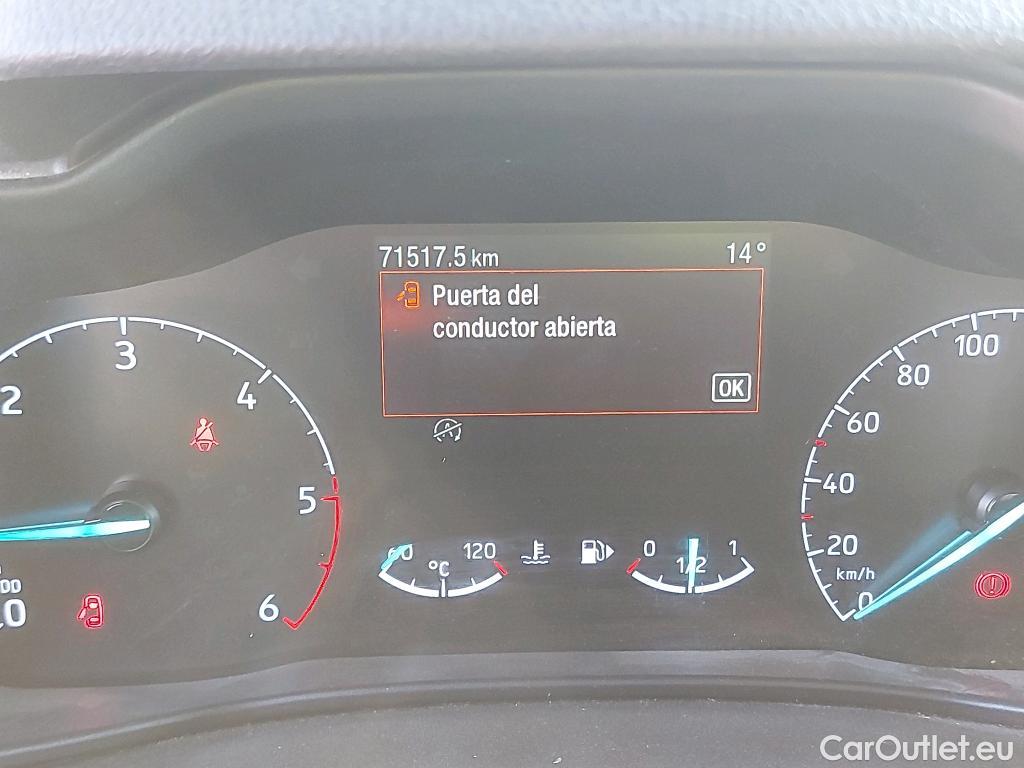 71517.5 km 14°
Puerta del
conductor abierta
OK
2 3 4 5 6
60 °C 120
0 1/2 1
0 20 40 60 80 100
km/h
CarOutlet.eu